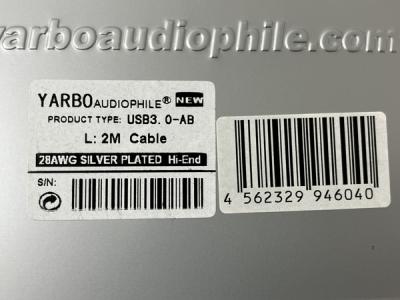 yarboaudiophile.com
YARBO AUDIOPHILE® NEW
PRODUCT TYPE: USB3.0-AB
L: 2M Cable
28AWG SILVER PLATED Hi-End
S/N:
4 562329 946040